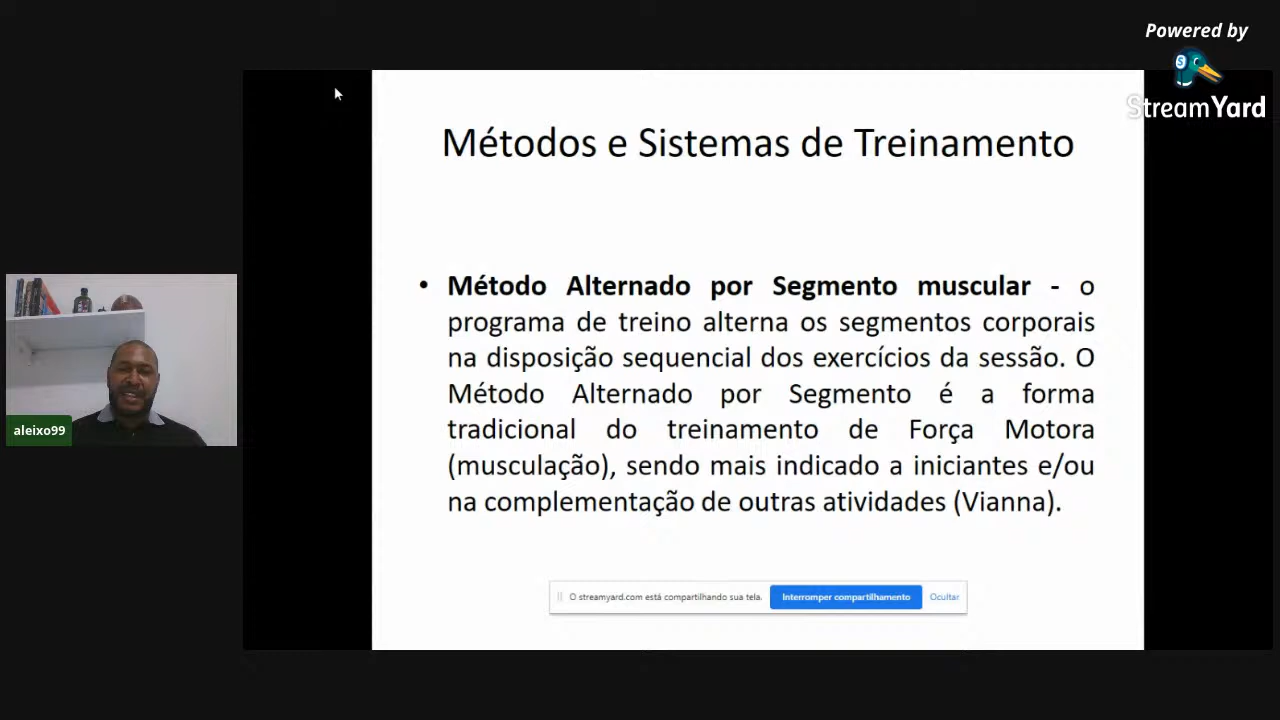 Powered by
StreamYard
Métodos e Sistemas de Treinamento
• Método Alternado por Segmento muscular - o
programa de treino alterna os segmentos corporais
na disposição sequencial dos exercícios da sessão. O
Método Alternado por Segmento é a forma
tradicional do treinamento de Força Motora
(musculação), sendo mais indicado a iniciantes e/ou
na complementação de outras atividades (Vianna).
aleixo99
O streamyard.com está compartilhando sua tela.
Interromper compartilhamento
Ocultar